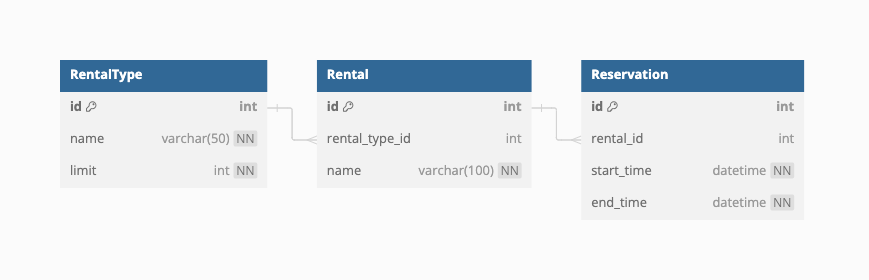 RentalType
id int
name varchar(50) NN
limit int NN
Rental
id int
rental_type_id int
name varchar(100) NN
Reservation
id int
rental_id int
start_time datetime NN
end_time datetime NN